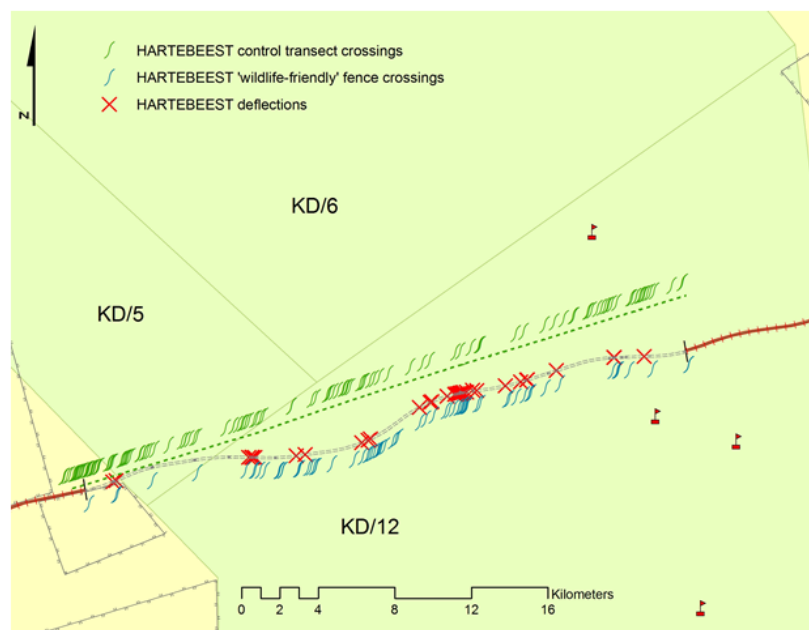 HARTEBEEST control transect crossings
HARTEBEEST 'wildlife-friendly' fence crossings
HARTEBEEST deflections
N
KD/6
KD/5
KD/12
Kilometers
0 2 4 8 12 16